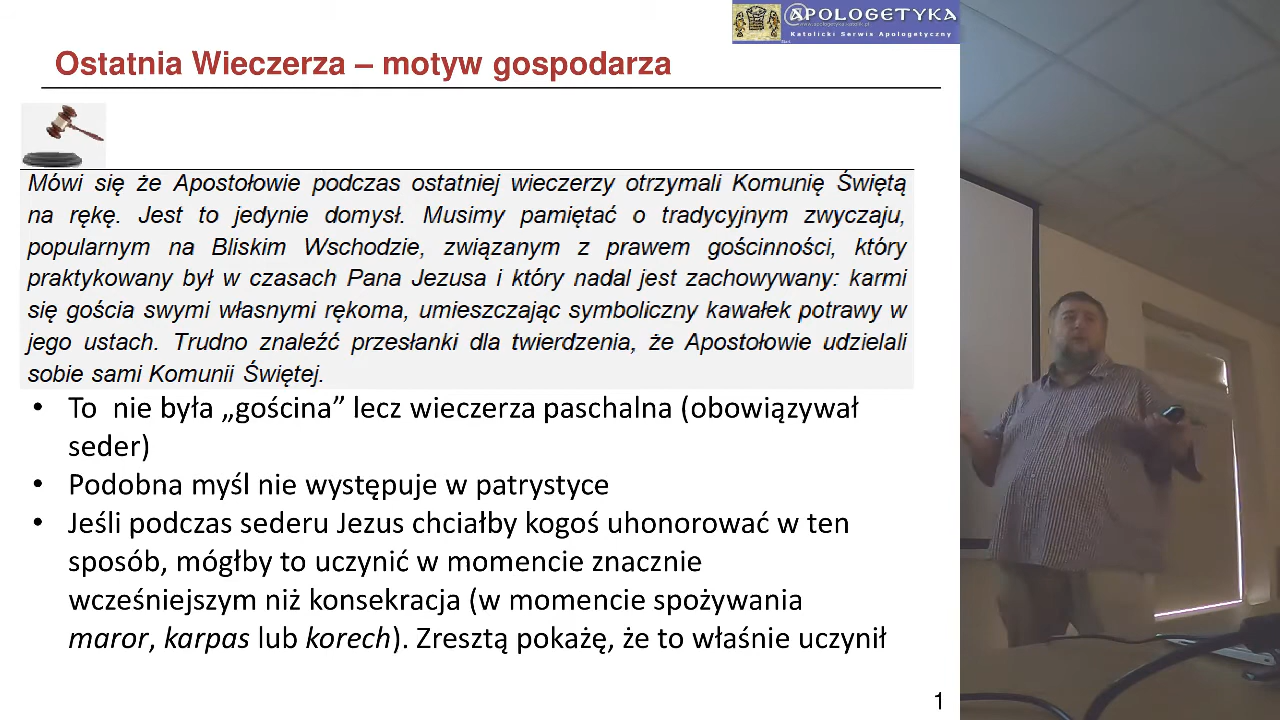 @POLOGETYKA
www.apologetyka.katolik.pl
Katolicki Serwis Apologetyczny
Ostatnia Wieczerza – motyw gospodarza
Mówi się że Apostołowie podczas ostatniej wieczerzy otrzymali Komunię Świętą
na rękę. Jest to jedynie domysł. Musimy pamiętać o tradycyjnym zwyczaju,
popularnym na Bliskim Wschodzie, związanym z prawem gościnności, który
praktykowany był w czasach Pana Jezusa i który nadal jest zachowywany: karmi
się gościa swymi własnymi rękoma, umieszczając symboliczny kawałek potrawy w
jego ustach. Trudno znaleźć przesłanki dla twierdzenia, że Apostołowie udzielali
sobie sami Komunii Świętej.
• To nie była „gościna” lecz wieczerza paschalna (obowiązywał
seder)
• Podobna myśl nie występuje w patrystyce
• Jeśli podczas sederu Jezus chciałby kogoś uhonorować w ten
sposób, mógłby to uczynić w momencie znacznie
wcześniejszym niż konsekracja (w momencie spożywania
maror, karpas lub korech). Zresztą pokażę, że to właśnie uczynił
1